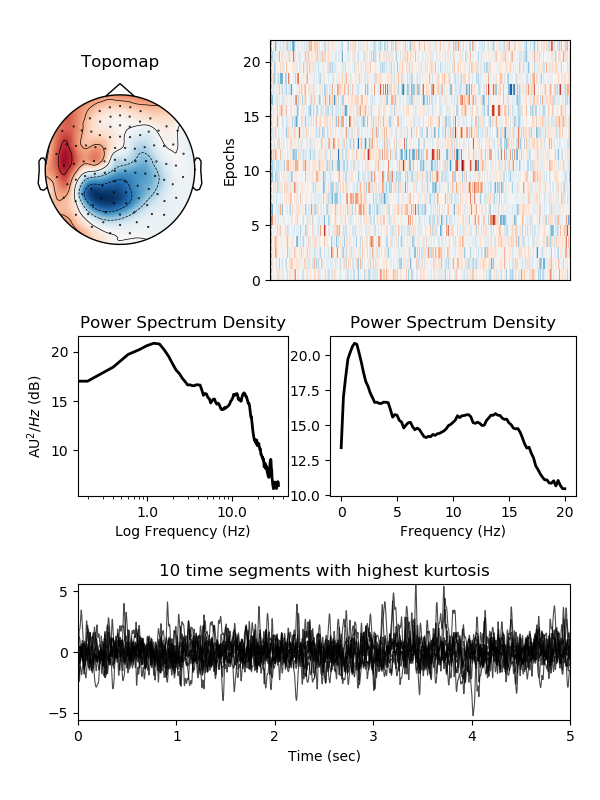 Topomap
20
15
10
5
0
Epochs
Power Spectrum Density
20
15
10
AU²/Hz (dB)
1.0 10.0
Log Frequency (Hz)
Power Spectrum Density
20.0
17.5
15.0
12.5
10.0
0 5 10 15 20
Frequency (Hz)
10 time segments with highest kurtosis
5
0
−5
0 1 2 3 4 5
Time (sec)